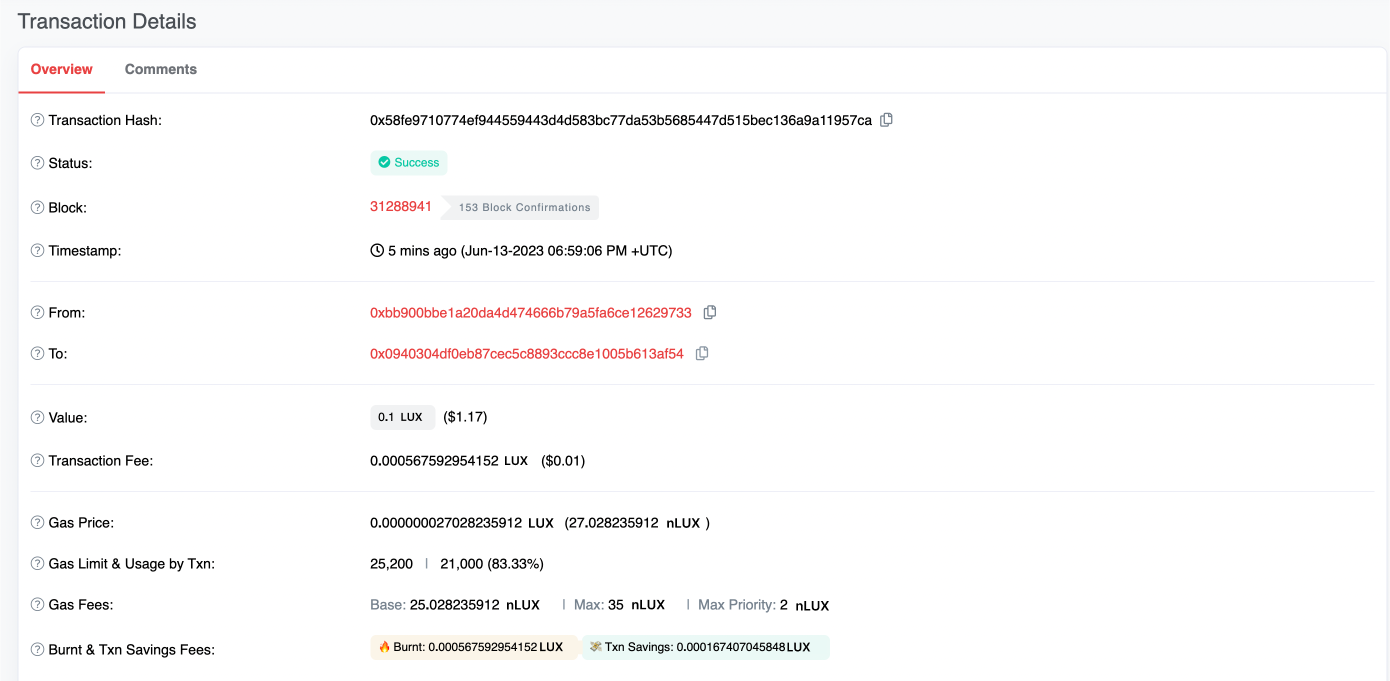 Transaction Details
Overview Comments
Transaction Hash: 0x58fe9710774ef944559443d4d583bc77da53b5685447d515bec136a9a11957ca
Status: Success
Block: 31288941 153 Block Confirmations
Timestamp: 5 mins ago (Jun-13-2023 06:59:06 PM +UTC)
From: 0xbb900bbe1a20da4d474666b79a5fa6ce12629733
To: 0x0940304df0eb87cec5c8893ccc8e1005b613af54
Value: 0.1 LUX ($1.17)
Transaction Fee: 0.000567592954152 LUX ($0.01)
Gas Price: 0.000000027028235912 LUX (27.028235912 nLUX )
Gas Limit & Usage by Txn: 25,200 | 21,000 (83.33%)
Gas Fees: Base: 25.028235912 nLUX | Max: 35 nLUX | Max Priority: 2 nLUX
Burnt & Txn Savings Fees: 🔥 Burnt: 0.000567592954152 LUX 💸 Txn Savings: 0.000167407045848LUX